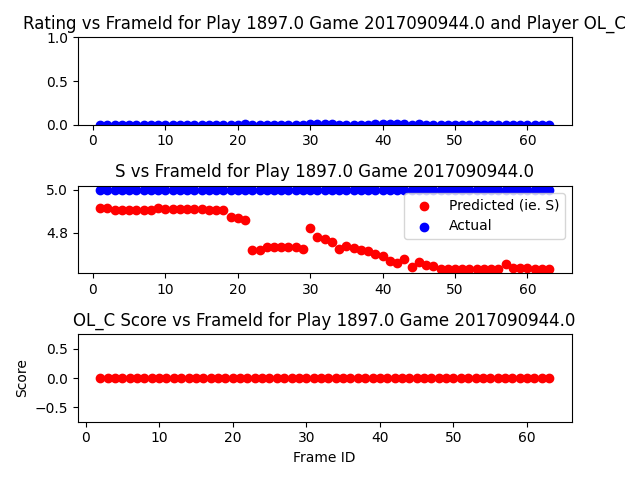 Rating vs FrameId for Play 1897.0 Game 2017090944.0 and Player OL_C
1.0
0.5
0.0
0 10 20 30 40 50 60
S vs FrameId for Play 1897.0 Game 2017090944.0
5.0
4.8
Predicted (ie. S)
Actual
0 10 20 30 40 50 60
OL_C Score vs FrameId for Play 1897.0 Game 2017090944.0
Score
0.5
0.0
−0.5
0 10 20 30 40 50 60
Frame ID